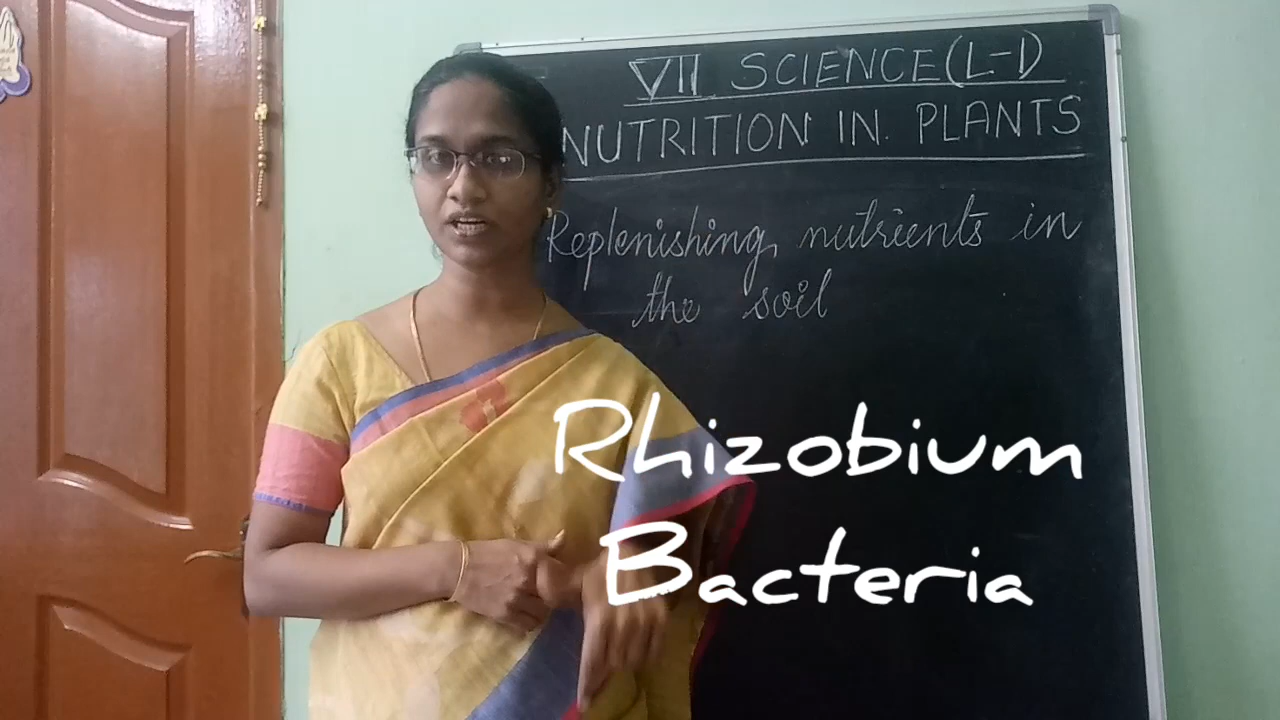 VII SCIENCE(L-1)
NUTRITION IN PLANTS
Replenishing nutrients in
the soil
Rhizobium
Bacteria